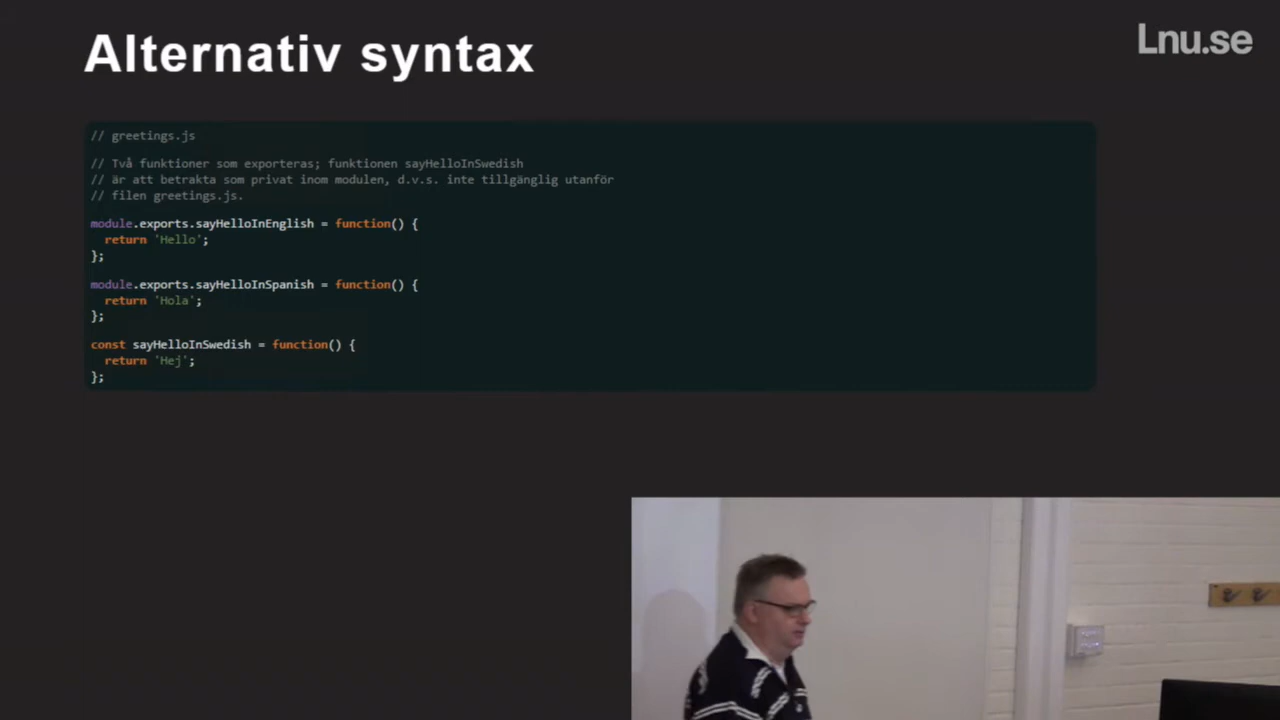 Alternativ syntax
Lnu.se
// greetings.js
// Två funktioner som exporteras; funktionen sayHelloInSwedish
// är att betrakta som privat inom modulen, d.v.s. inte tillgänglig utanför
// filen greetings.js.
module.exports.sayHelloInEnglish = function() {
  return 'Hello';
};
module.exports.sayHelloInSpanish = function() {
  return 'Hola';
};
const sayHelloInSwedish = function() {
  return 'Hej';
};